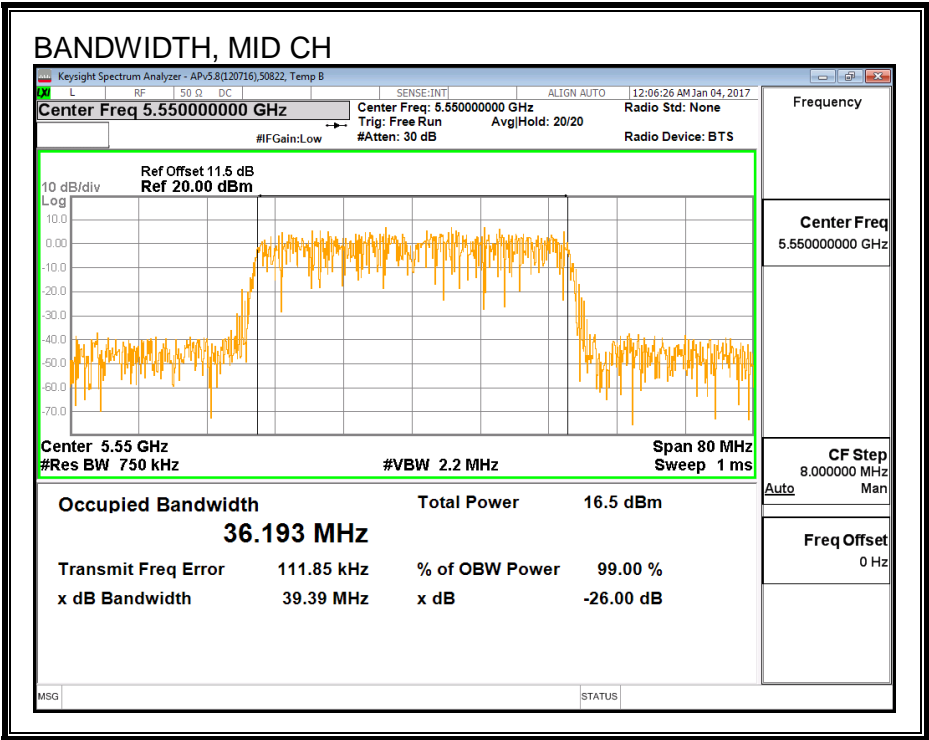 BANDWIDTH, MID CH
Keysight Spectrum Analyzer - APv5.8(120716),50822, Temp B
LXI L RF 50 Ω DC SENSE:INT ALIGN AUTO 12:06:26 AM Jan 04, 2017
Center Freq 5.550000000 GHz
Center Freq: 5.550000000 GHz
Radio Std: None
Trig: Free Run Avg|Hold: 20/20
#IFGain:Low #Atten: 30 dB Radio Device: BTS
Ref Offset 11.5 dB
10 dB/div Ref 20.00 dBm
Log
10.0
0.00
-10.0
-20.0
-30.0
-40.0
-50.0
-60.0
-70.0
Center 5.55 GHz Span 80 MHz
#Res BW 750 kHz #VBW 2.2 MHz Sweep 1 ms
Occupied Bandwidth Total Power 16.5 dBm
36.193 MHz
Transmit Freq Error 111.85 kHz % of OBW Power 99.00 %
x dB Bandwidth 39.39 MHz x dB -26.00 dB
MSG STATUS
Frequency
Center Freq
5.550000000 GHz
CF Step
8.000000 MHz
Auto Man
Freq Offset
0 Hz